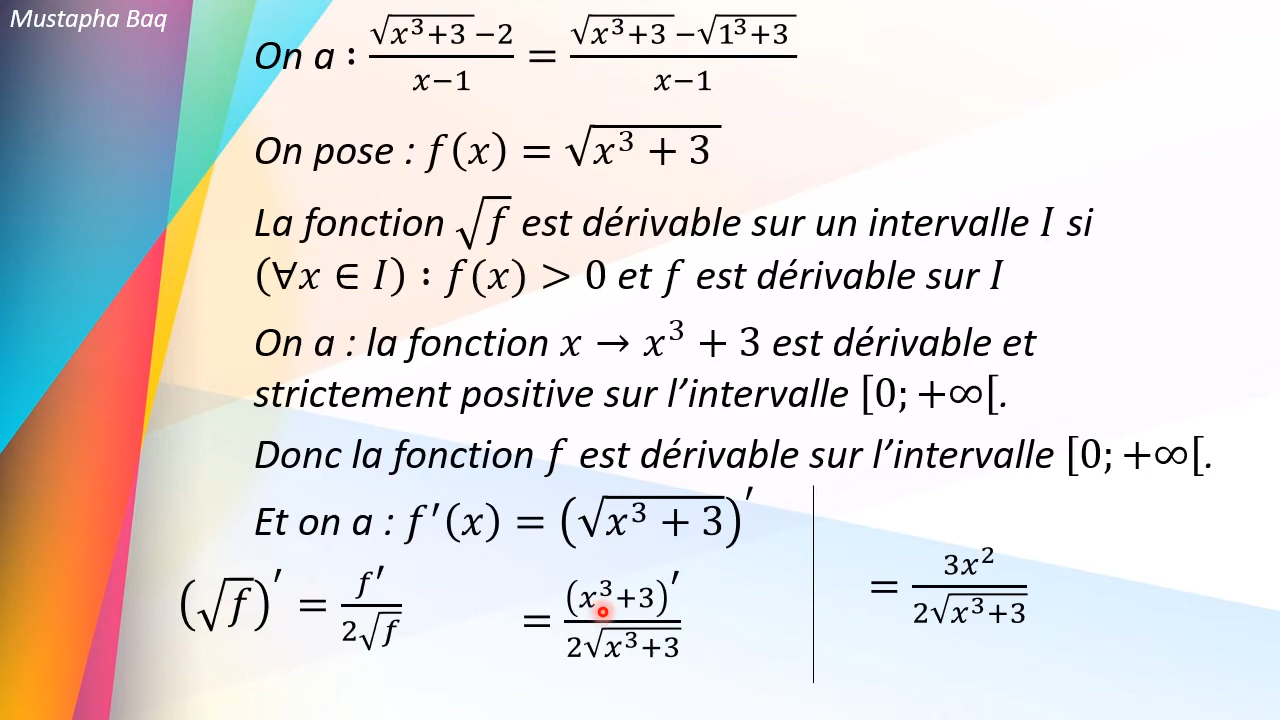 Mustapha Baq
On a : (√(x³+3) −2)/(x−1) = (√(x³+3) −√(1³+3))/(x−1)
On pose : f(x) = √(x³ + 3)
La fonction √f est dérivable sur un intervalle I si
(∀x ∈ I) : f(x) > 0 et f est dérivable sur I
On a : la fonction x → x³ + 3 est dérivable et
strictement positive sur l’intervalle [0; +∞[.
Donc la fonction f est dérivable sur l’intervalle [0; +∞[.
Et on a : f′(x) = (√(x³ + 3))′
(√f)′ = f′/(2√f)
= (x³+3)′/(2√(x³+3))
= 3x²/(2√(x³+3))